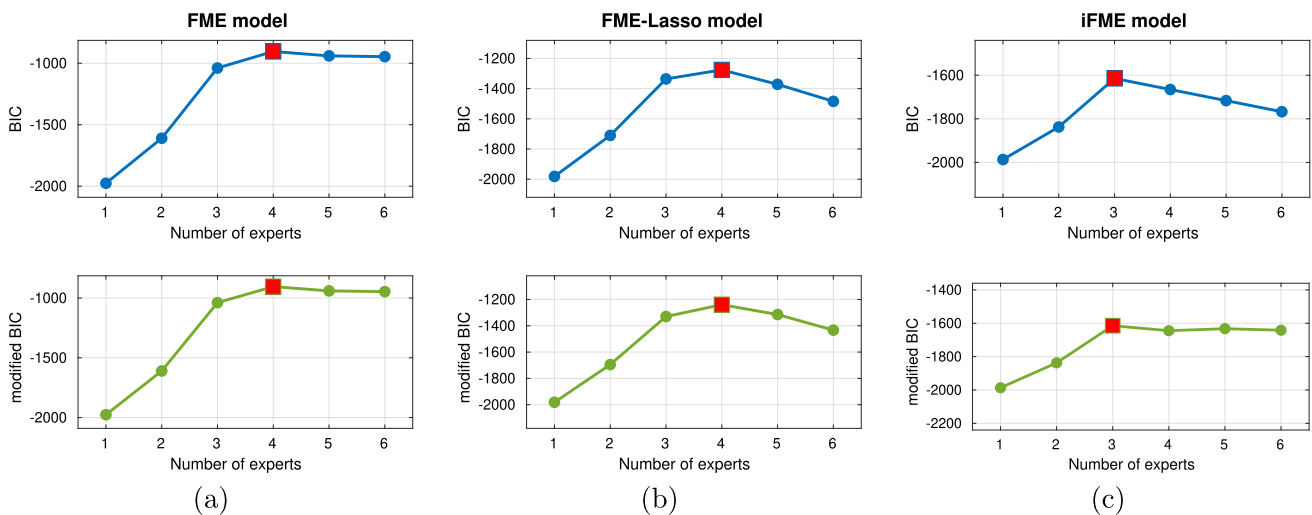 FME model
-1000
-1500
-2000
BIC
1 2 3 4 5 6
Number of experts
FME-Lasso model
-1200
-1400
-1600
-1800
-2000
BIC
1 2 3 4 5 6
Number of experts
iFME model
-1600
-1800
-2000
BIC
1 2 3 4 5 6
Number of experts
-1000
-1500
-2000
modified BIC
1 2 3 4 5 6
Number of experts
(a)
-1200
-1400
-1600
-1800
-2000
modified BIC
1 2 3 4 5 6
Number of experts
(b)
-1400
-1600
-1800
-2000
-2200
modified BIC
1 2 3 4 5 6
Number of experts
(c)